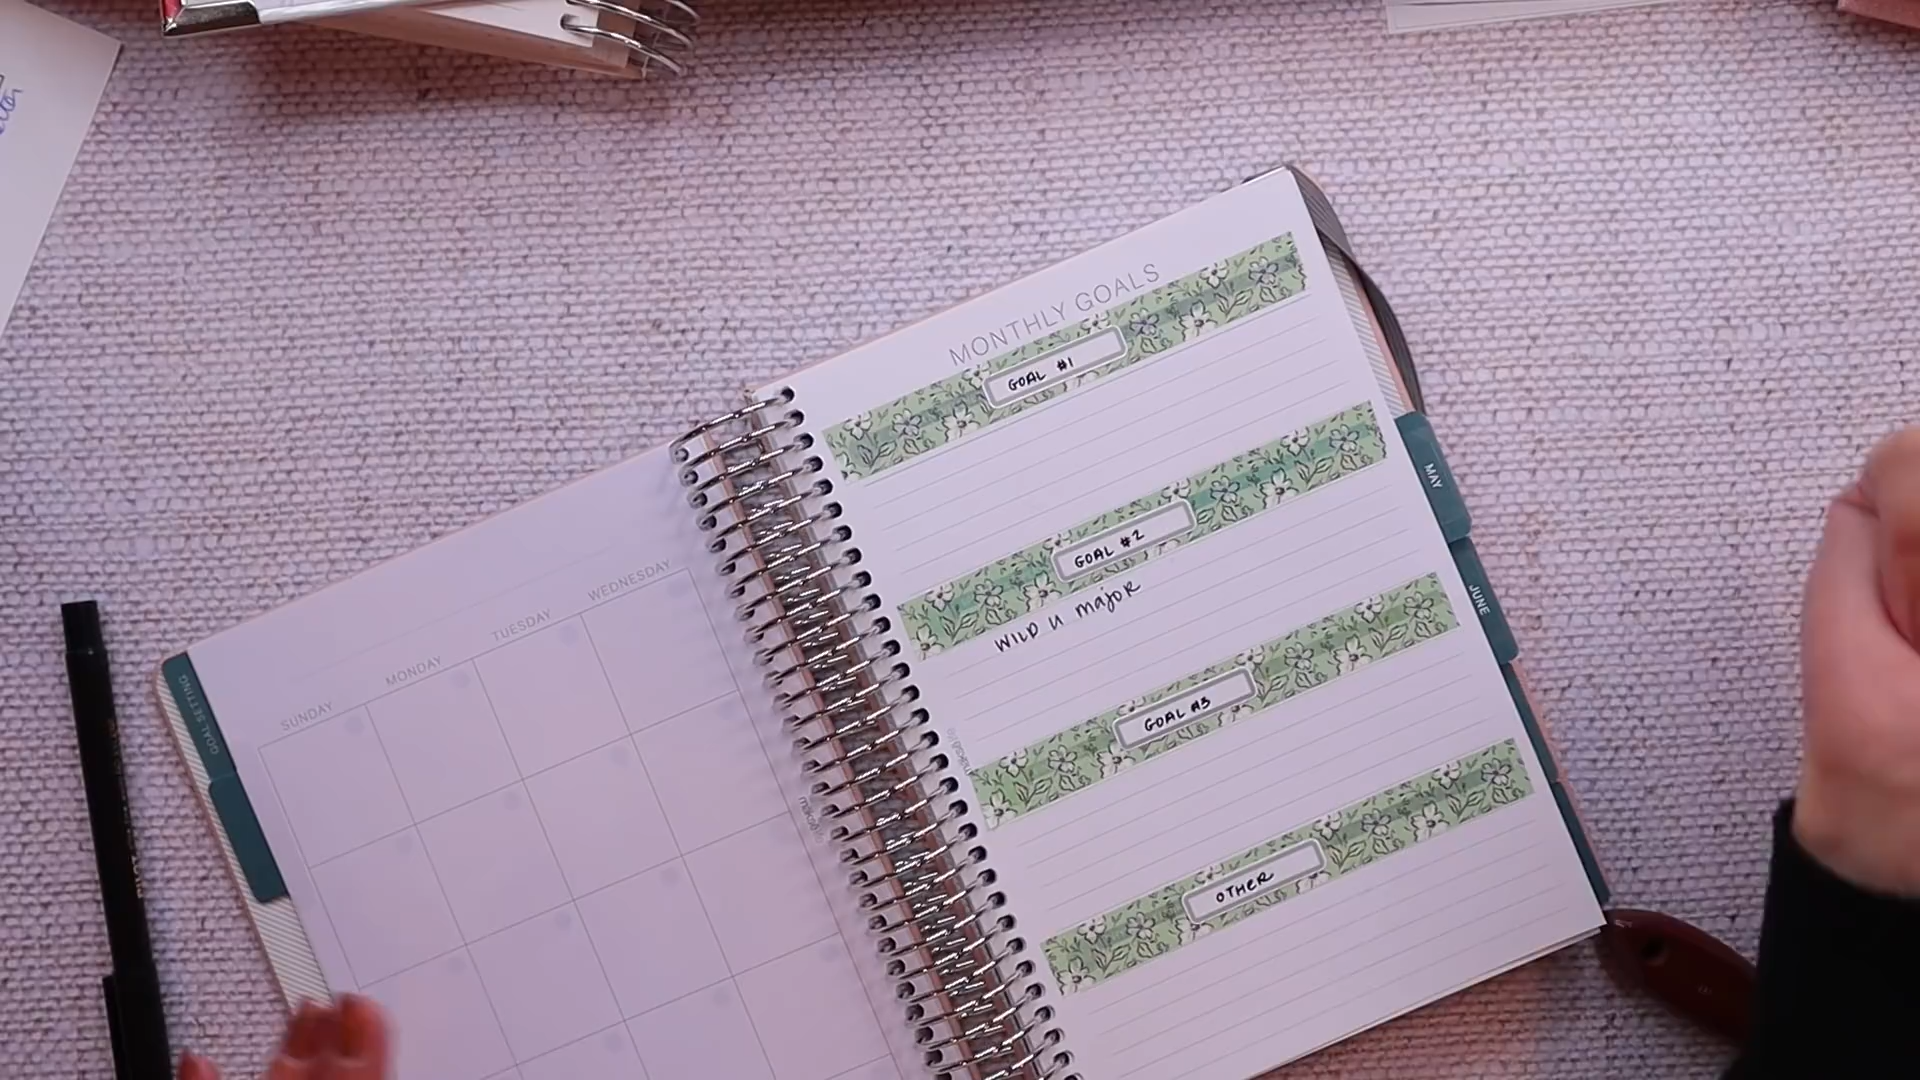 MONTHLY GOALS
GOAL #1
GOAL #2
WILD U major
GOAL #3
OTHER
SUNDAY
MONDAY
TUESDAY
WEDNESDAY
GOAL SETTING
MAY
JUNE